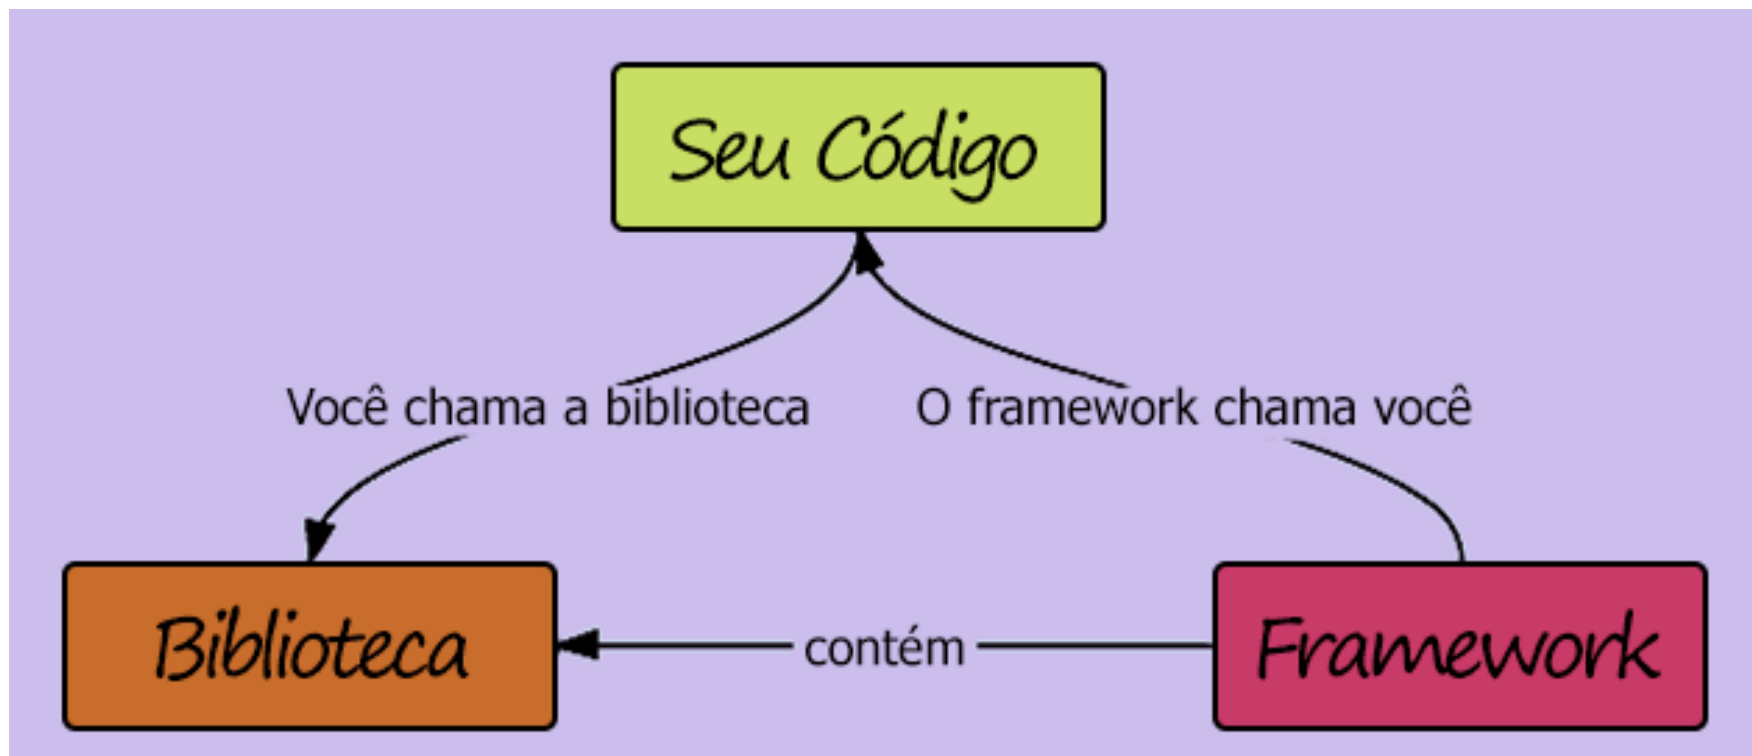 Seu Código
Você chama a biblioteca
O framework chama você
Biblioteca
contém
Framework